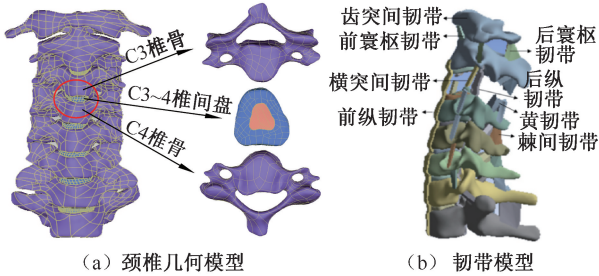 C3椎骨
C3~4椎间盘
C4椎骨
齿突间韧带
前寰枢韧带
后寰枢
韧带
横突间韧带
后纵
韧带
前纵韧带
黄韧带
棘间韧带
(a) 颈椎几何模型
(b) 韧带模型